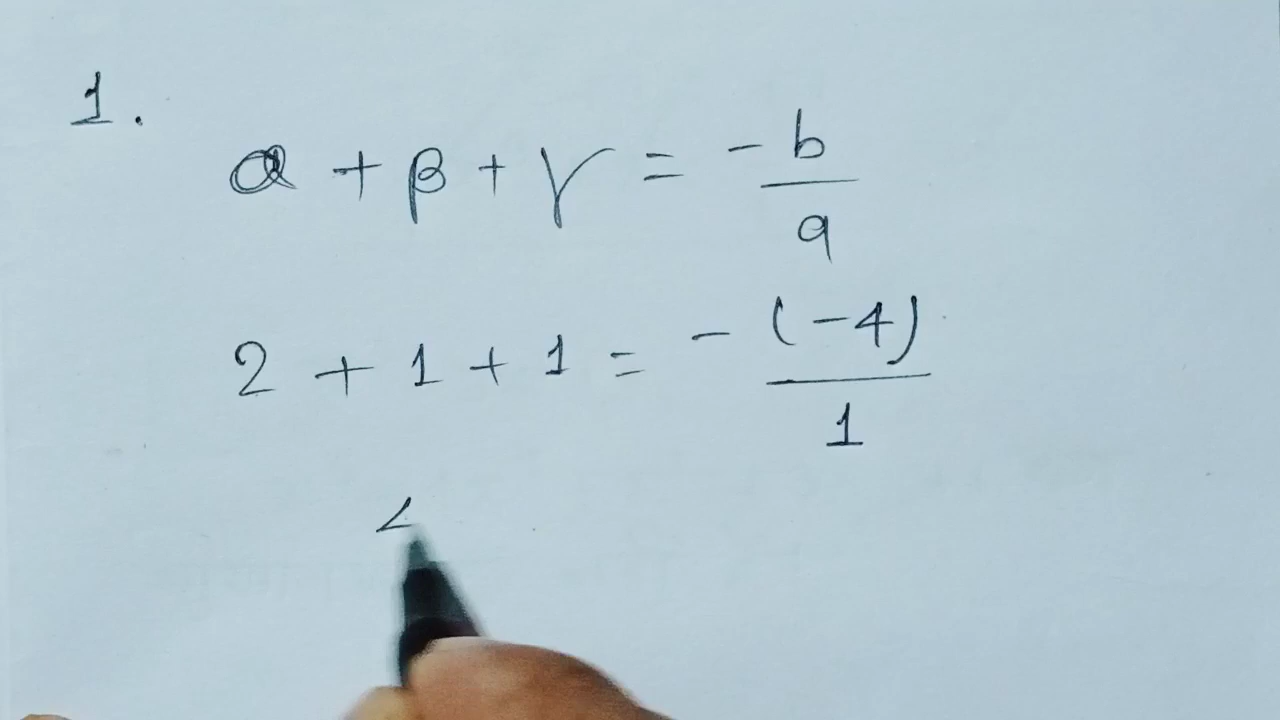 1.
α + β + γ = - b/a
2 + 1 + 1 = - (-4)/1